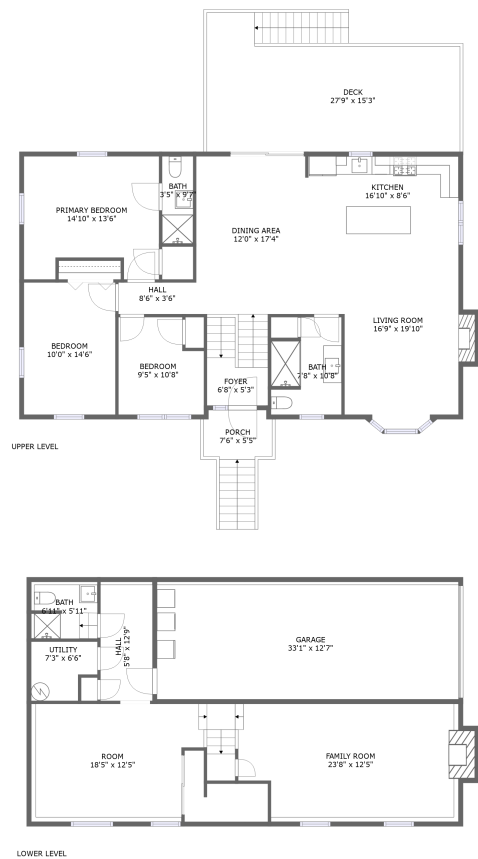 DECK
27'9" x 15'3"
BATH
3'5" x 9'7"
KITCHEN
16'10" x 8'6"
PRIMARY BEDROOM
14'10" x 13'6"
DINING AREA
12'0" x 17'4"
HALL
8'6" x 3'6"
LIVING ROOM
16'9" x 19'10"
BEDROOM
10'0" x 14'6"
BEDROOM
9'5" x 10'8"
BATH
7'8" x 10'8"
FOYER
6'8" x 5'3"
PORCH
7'6" x 5'5"
UPPER LEVEL
BATH
6'11" x 5'11"
HALL
5'8" x 12'9"
GARAGE
33'1" x 12'7"
UTILITY
7'3" x 6'6"
ROOM
18'5" x 12'5"
FAMILY ROOM
23'8" x 12'5"
LOWER LEVEL